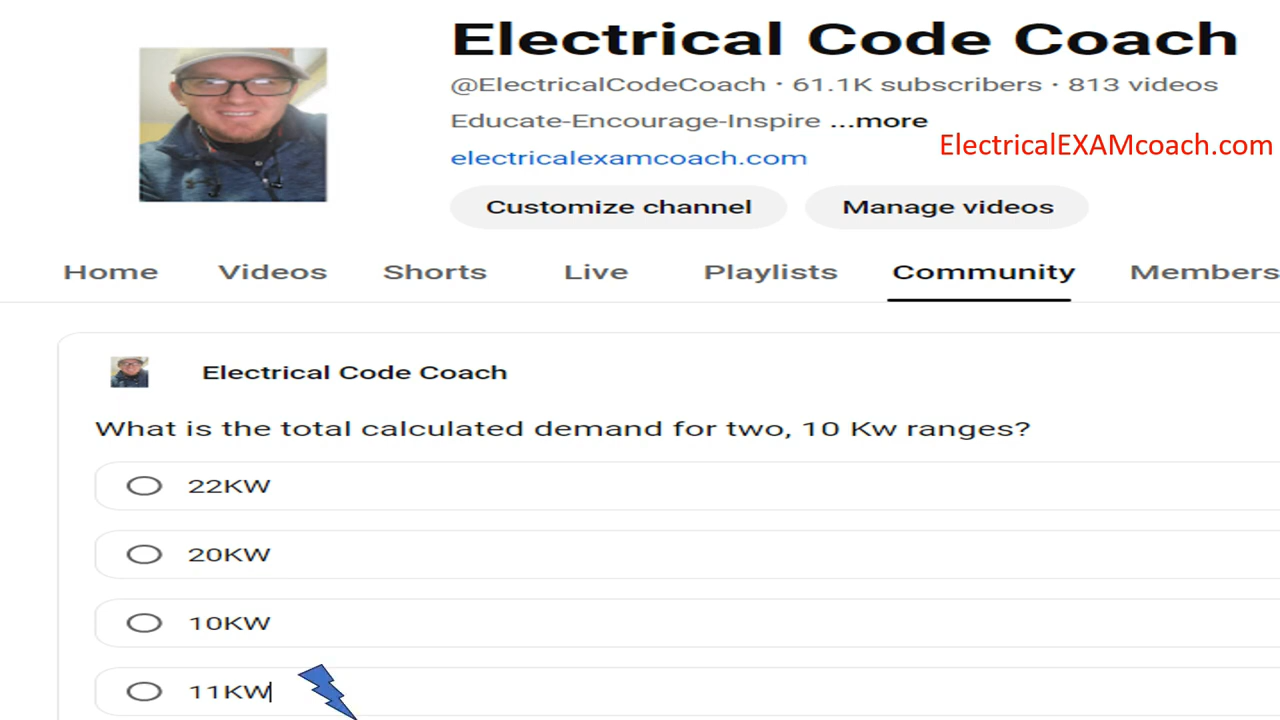 Electrical Code Coach
@ElectricalCodeCoach · 61.1K subscribers · 813 videos
Educate-Encourage-Inspire ...more
ElectricalEXAMcoach.com
electricalexamcoach.com
Customize channel Manage videos
Home Videos Shorts Live Playlists Community Members
Electrical Code Coach
What is the total calculated demand for two, 10 Kw ranges?
22KW
20KW
10KW
11KW